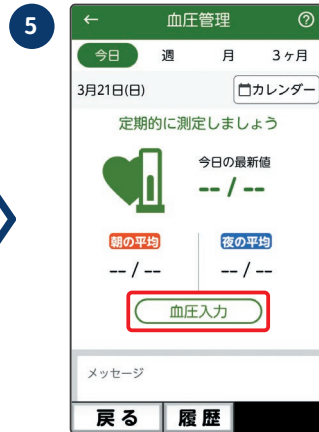 5
← 血圧管理 ?
今日 週 月 3ヶ月
3月21日(日) カレンダー
定期的に測定しましょう
今日の最新値
-- / --
朝の平均 夜の平均
-- / -- -- / --
血圧入力
メッセージ
戻る 履歴